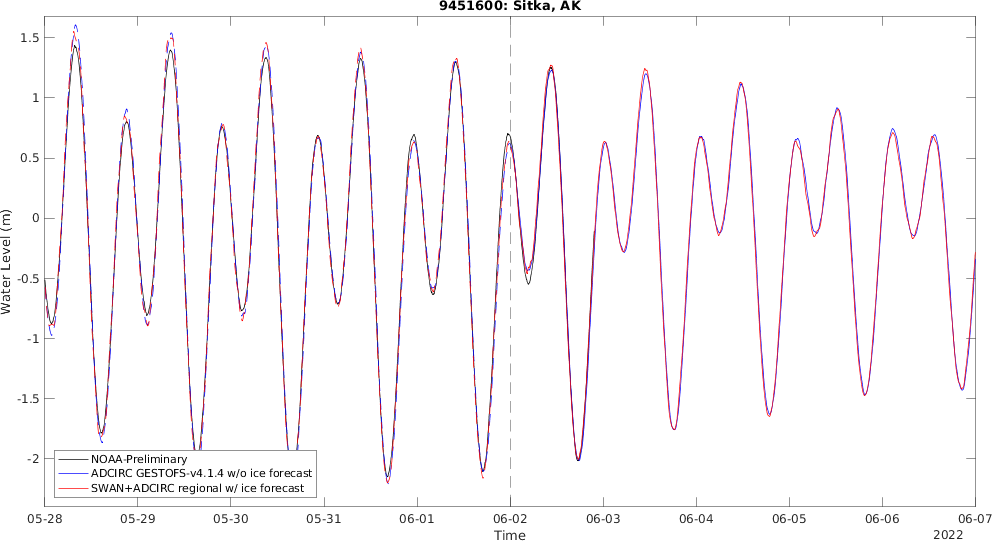 9451600: Sitka, AK
Water Level (m)
1.5
1
0.5
0
-0.5
-1
-1.5
-2
NOAA-Preliminary
ADCIRC GESTOFS-v4.1.4 w/o ice forecast
SWAN+ADCIRC regional w/ ice forecast
05-28 05-29 05-30 05-31 06-01 06-02 06-03 06-04 06-05 06-06 06-07
Time
2022